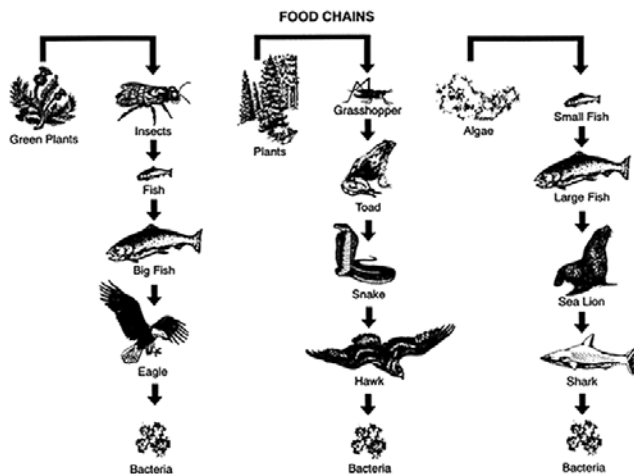 FOOD CHAINS
Green Plants
Insects
Fish
Big Fish
Eagle
Bacteria
Plants
Grasshopper
Toad
Snake
Hawk
Bacteria
Algae
Small Fish
Large Fish
Sea Lion
Shark
Bacteria